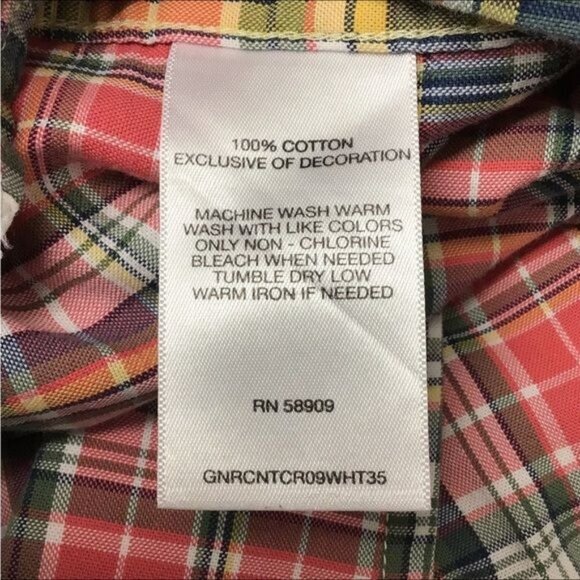 100% COTTON
EXCLUSIVE OF DECORATION
MACHINE WASH WARM
WASH WITH LIKE COLORS
ONLY NON - CHLORINE
BLEACH WHEN NEEDED
TUMBLE DRY LOW
WARM IRON IF NEEDED
RN 58909
GNRCNTCR09WHT35